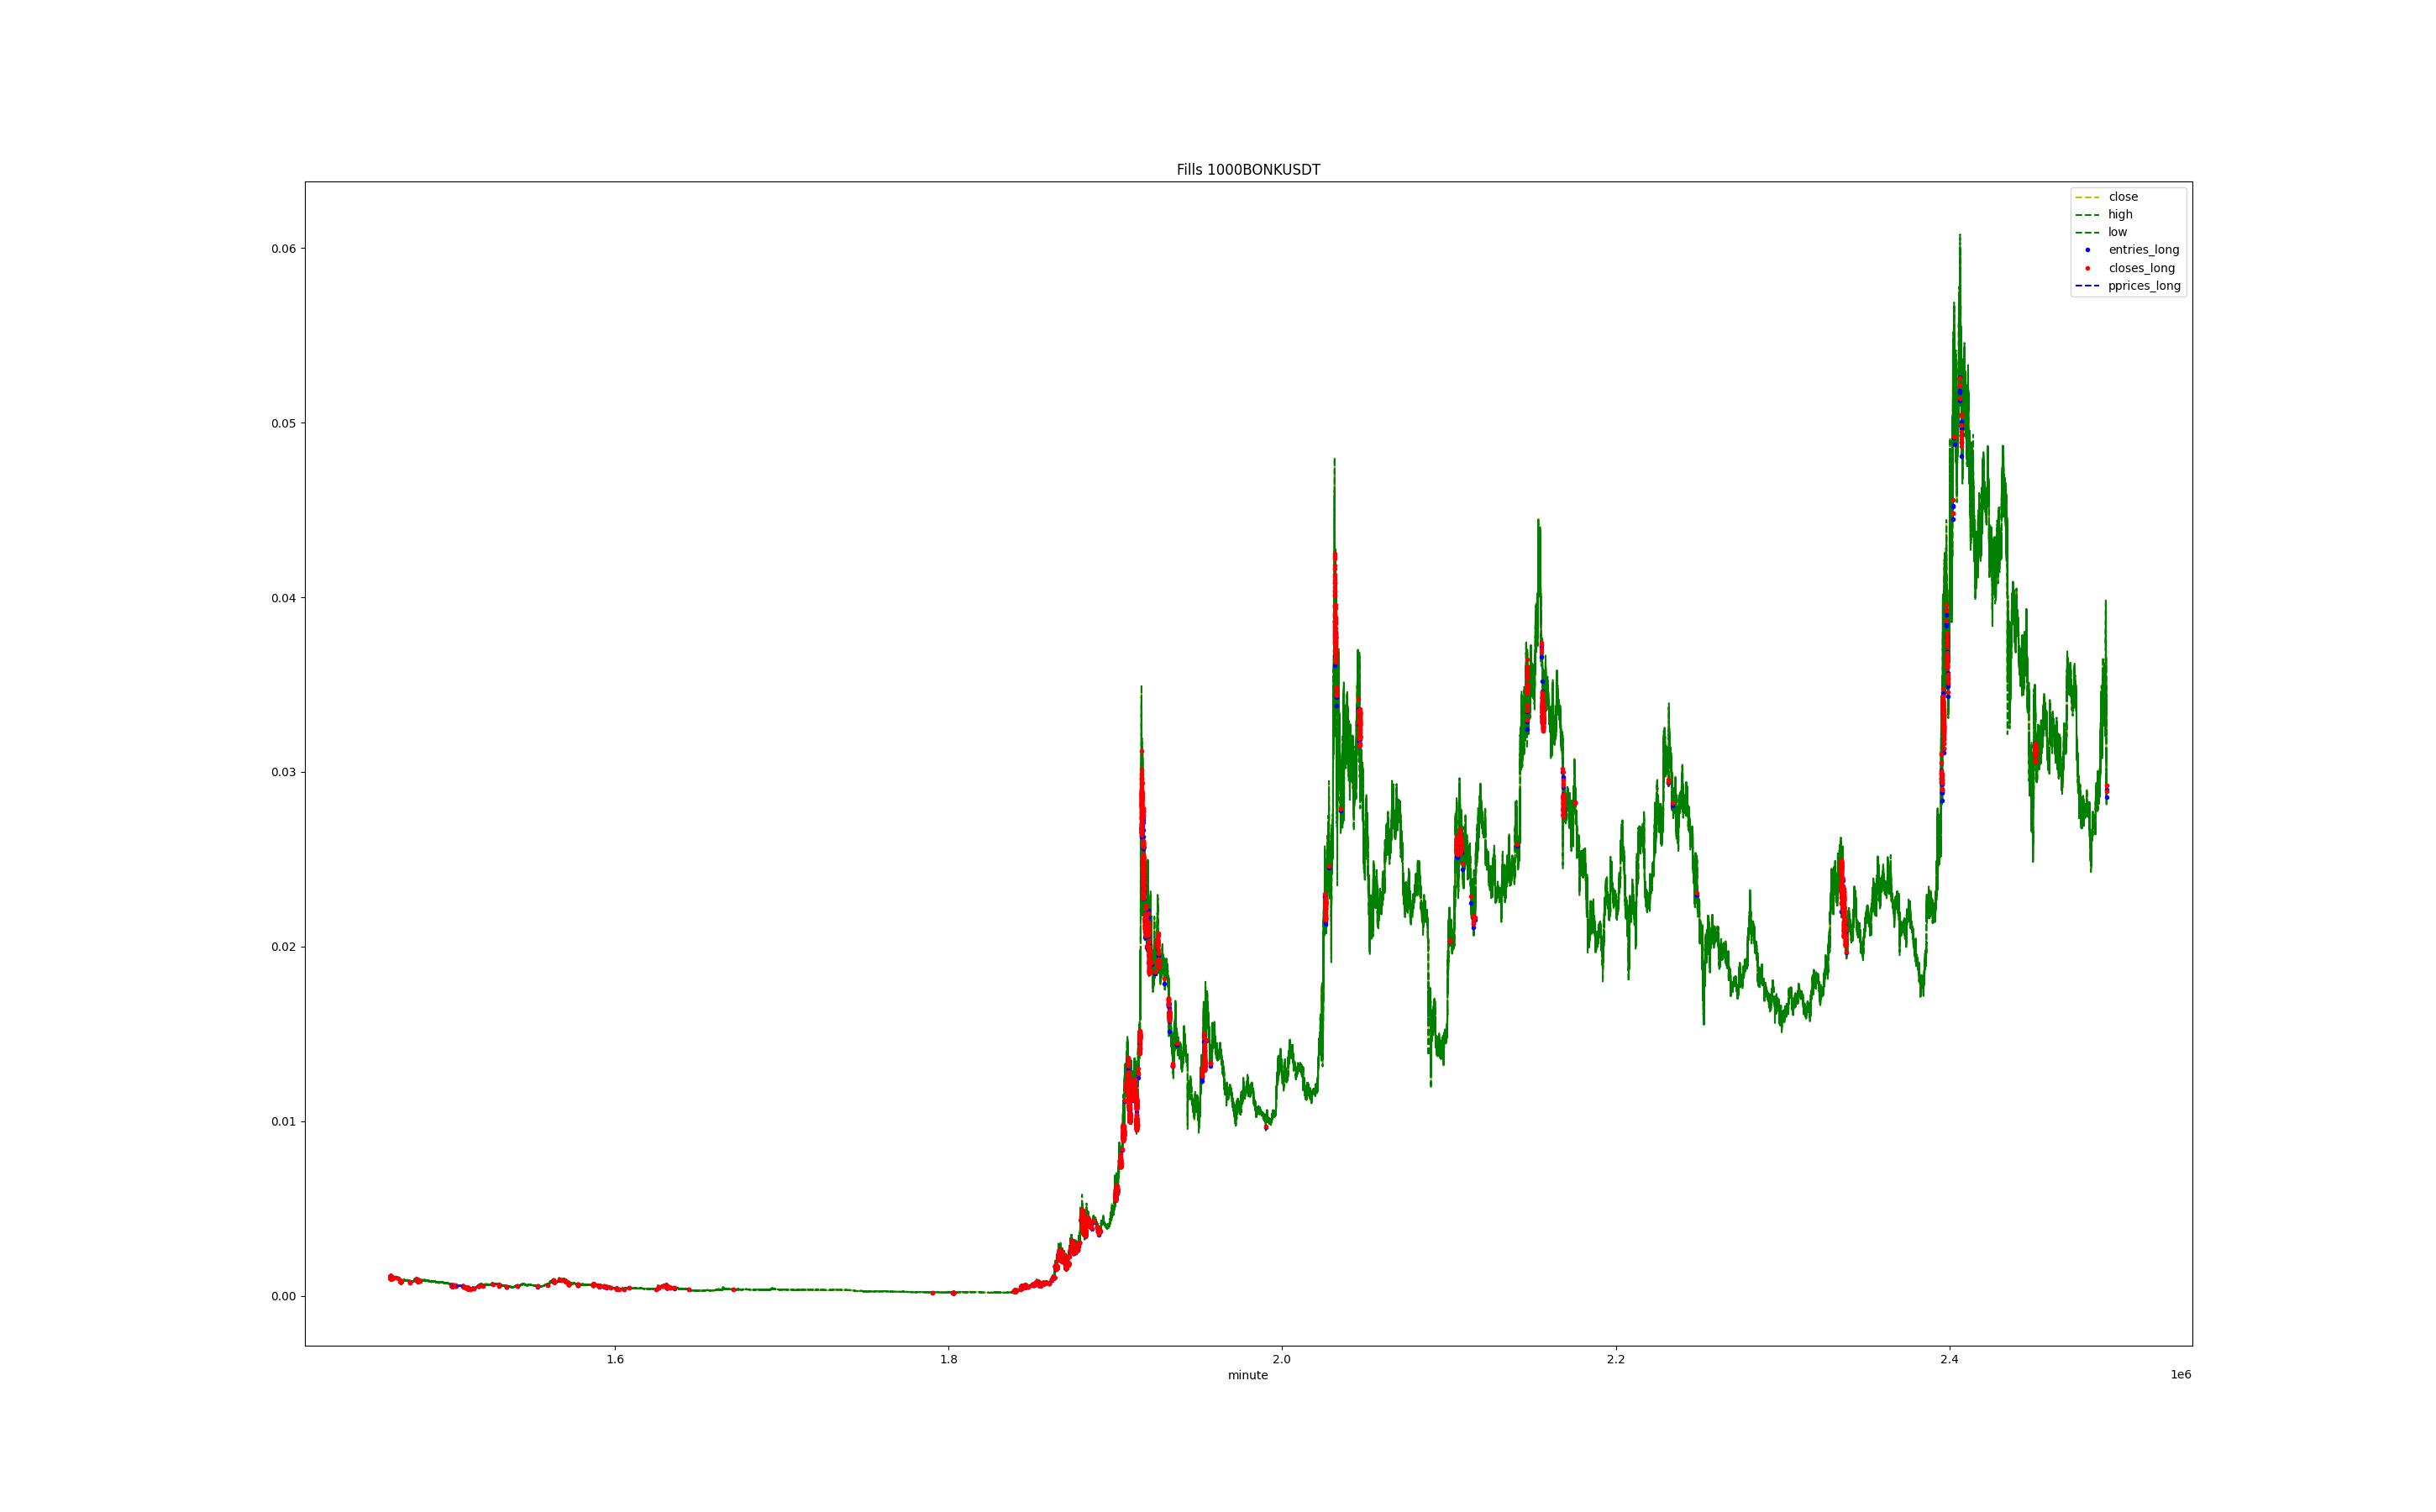 Fills 1000BONKUSDT
close
high
low
entries_long
closes_long
pprices_long
0.06
0.05
0.04
0.03
0.02
0.01
0.00
1.6
1.8
2.0
2.2
2.4
minute
1e6